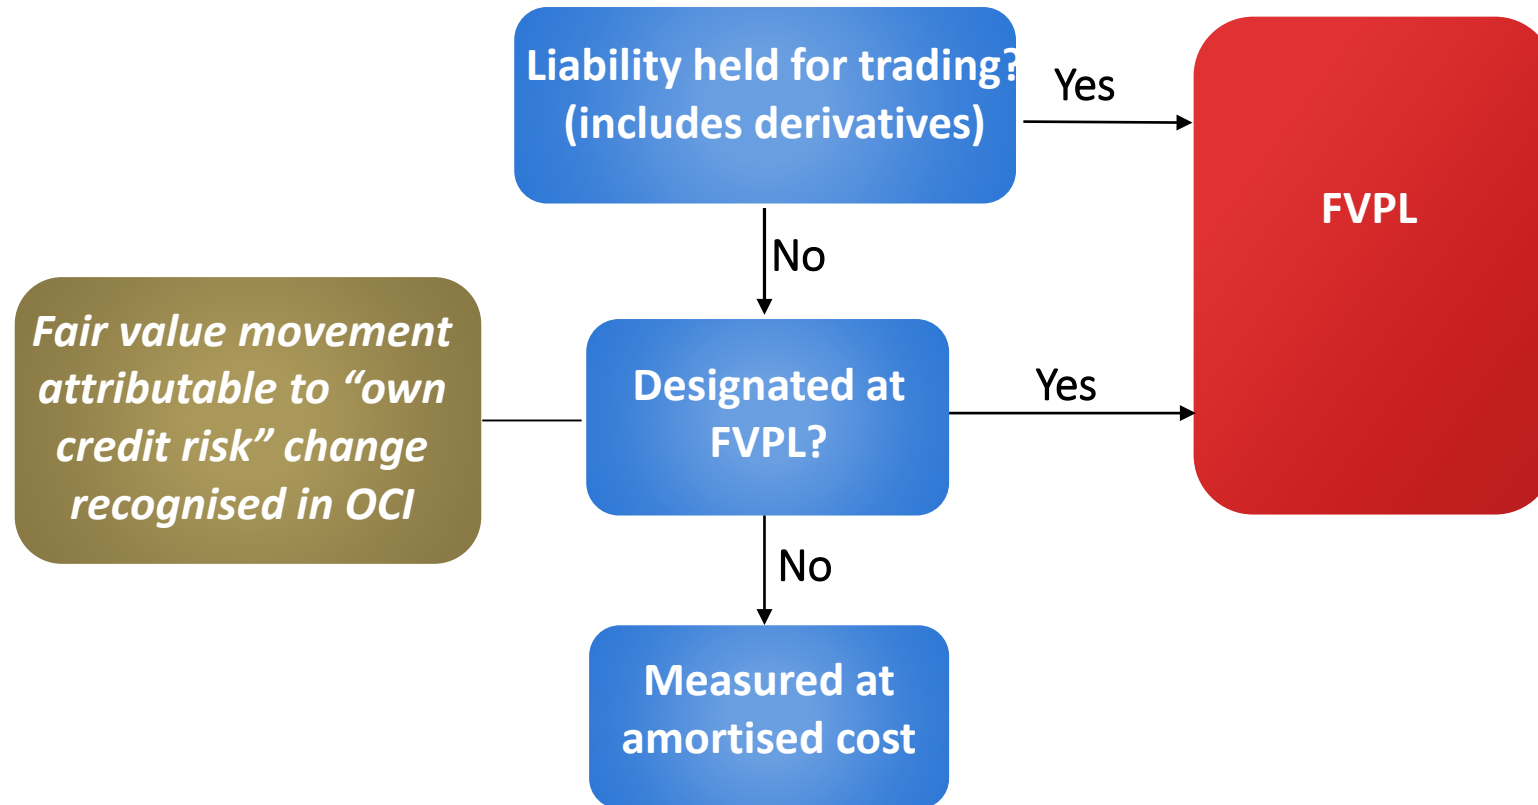 Liability held for trading?
(includes derivatives)
Yes
FVPL
No
Fair value movement
attributable to “own
credit risk” change
recognised in OCI
Designated at
FVPL?
Yes
No
Measured at
amortised cost